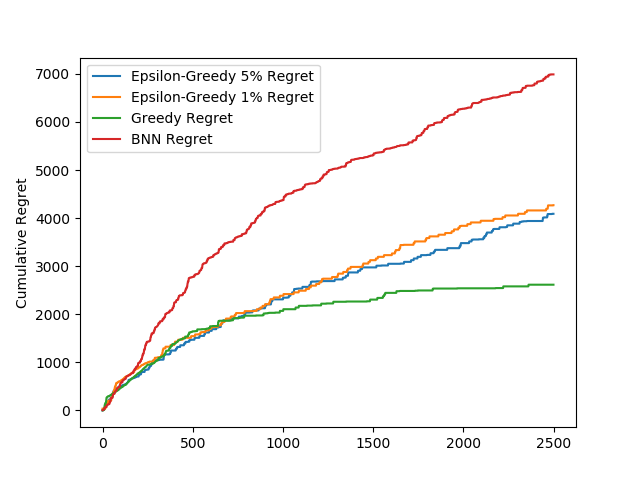 Epsilon-Greedy 5% Regret
Epsilon-Greedy 1% Regret
Greedy Regret
BNN Regret
Cumulative Regret
7000
6000
5000
4000
3000
2000
1000
0
0 500 1000 1500 2000 2500